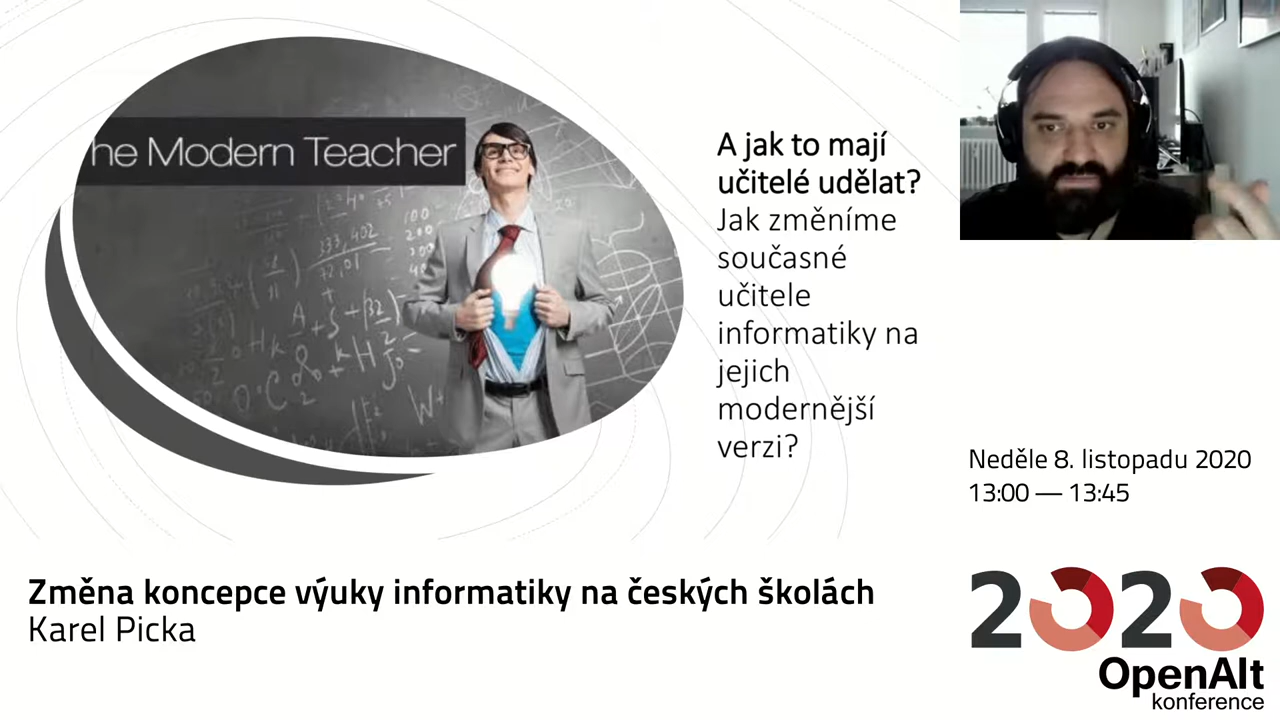 he Modern Teacher
A jak to mají
učitelé udělat?
Jak změníme
současné
učitele
informatiky na
jejich
modernější
verzi?
Neděle 8. listopadu 2020
13:00 — 13:45
Změna koncepce výuky informatiky na českých školách
Karel Picka
2020
OpenAlt
konference